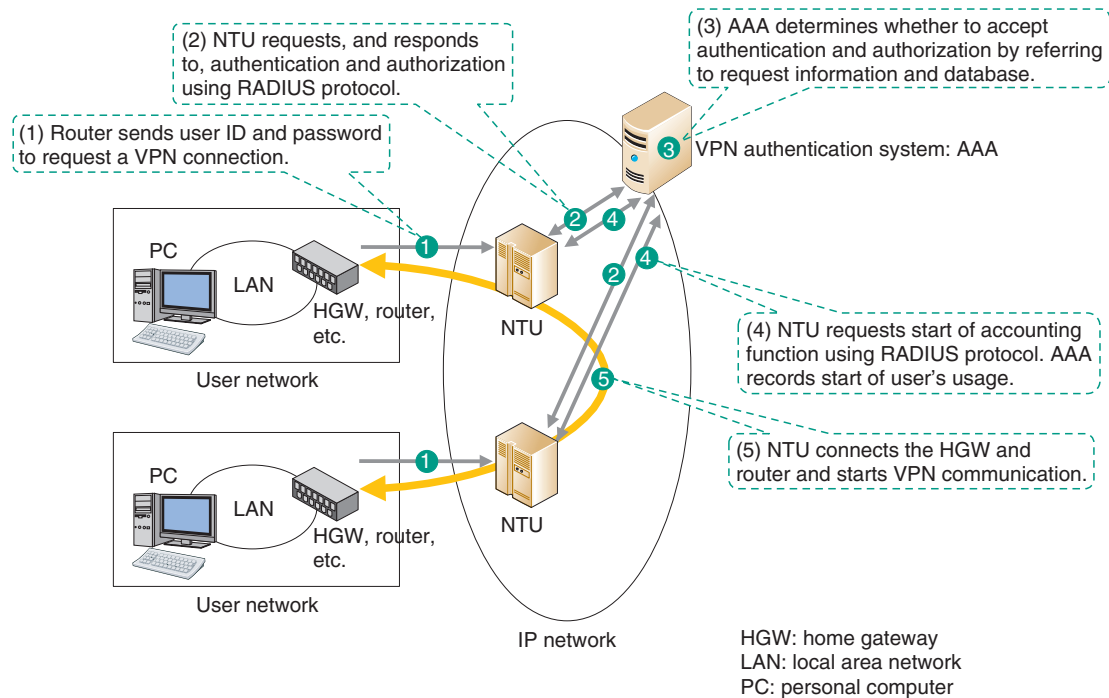 (2) NTU requests, and responds
to, authentication and authorization
using RADIUS protocol.
(3) AAA determines whether to accept
authentication and authorization by referring
to request information and database.
(1) Router sends user ID and password
to request a VPN connection.
3
VPN authentication system: AAA
2
4
PC
LAN
HGW, router,
etc.
1
NTU
User network
2
4
(4) NTU requests start of accounting
function using RADIUS protocol. AAA
records start of user's usage.
5
(5) NTU connects the HGW and
router and starts VPN communication.
PC
LAN
HGW, router,
etc.
1
NTU
User network
IP network
HGW: home gateway
LAN: local area network
PC: personal computer